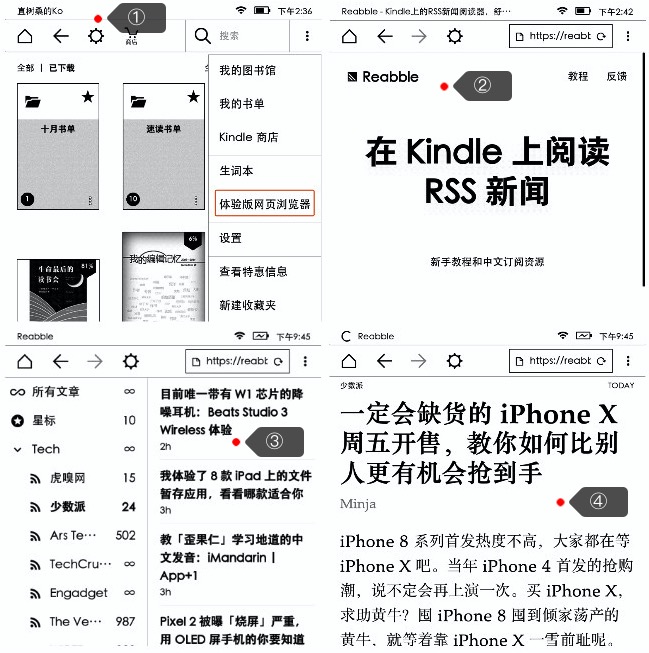 直树桑的Ko
下午2:36
①
商店
搜索
全部 | 已下载
十月书单
1
速读书单
10
生命最后的
读书会
81%
我的编辑记忆
6%
我的图书馆
我的书单
Kindle 商店
生词本
体验版网页浏览器
设置
查看特惠信息
新建收藏夹
Reabble - Kindle上的RSS新闻阅读器，舒…
下午2:42
https://reabb
Reabble
②
教程
反馈
在 Kindle 上阅读
RSS 新闻
新手教程和中文订阅资源
Reabble
下午9:45
https://reabb
所有文章 ∞
星标 10
Tech ∞
虎嗅网 15
少数派 24
Ars Te… 502
TechCru… ∞
Engadget ∞
The Ve… 987
目前唯一带有 W1 芯片的降
噪耳机：Beats Studio 3
Wireless 体验
2h
③
我体验了 8 款 iPad 上的文件
暂存应用，看看哪款适合你
3h
教「歪果仁」学习地道的中
文发音：iMandarin |
App+1
3h
Pixel 2 被曝「烧屏」严重，
用 OLED 屏手机的你要知道
Reabble
下午9:45
https://reabb
少数派
TODAY
一定会缺货的 iPhone X
周五开售，教你如何比别
人更有机会抢到手
Minja
④
iPhone 8 系列首发热度不高，大家都在等
iPhone X 吧。当年 iPhone 4 首发的抢购
潮，说不定会再上演一次。买 iPhone X，
求助黄牛？囤 iPhone 8 囤到倾家荡产的
黄牛，就等着靠 iPhone X 一雪前耻呢。